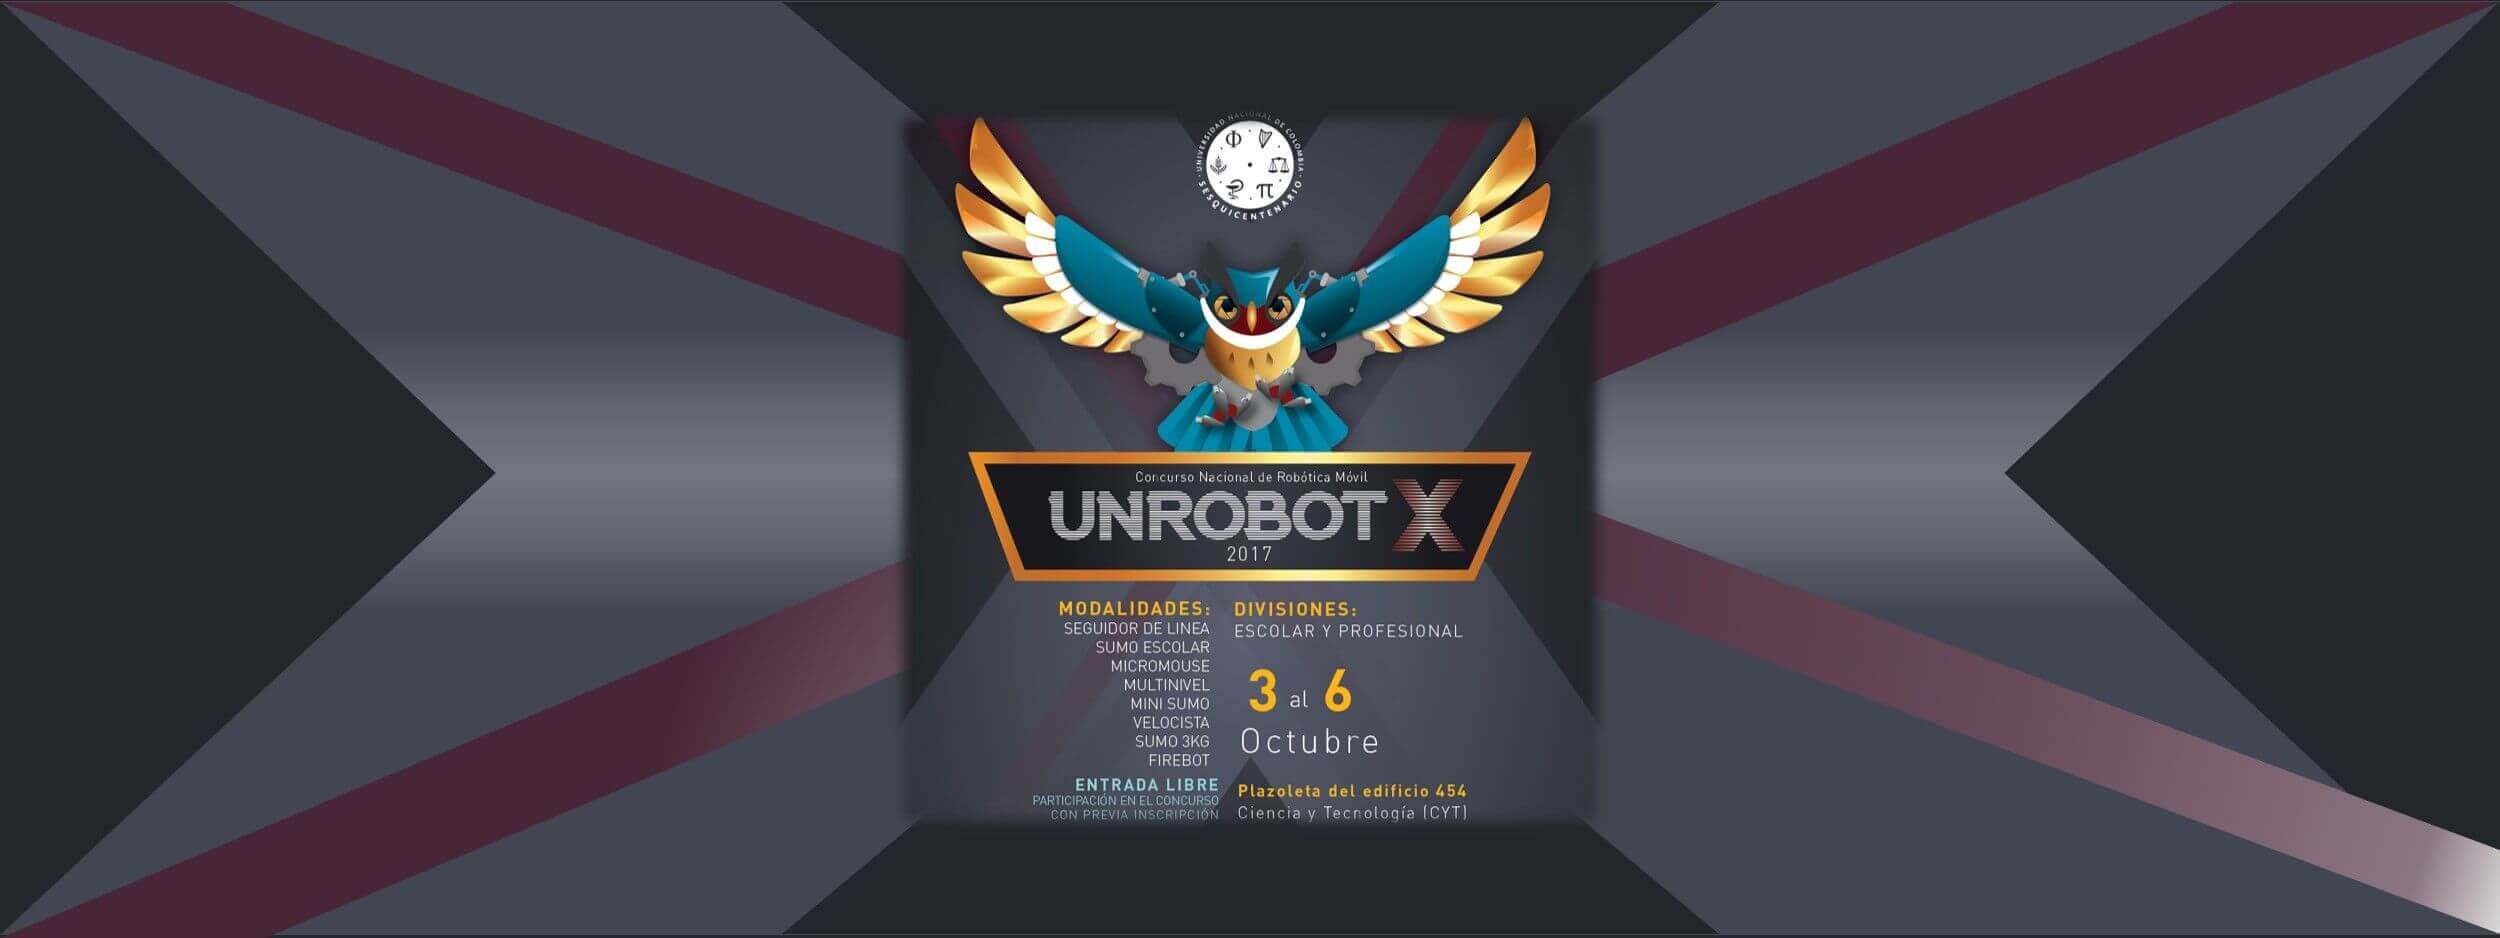 UNIVERSIDAD NACIONAL DE COLOMBIA
SESQUICENTENARIO
Φ
π
Concurso Nacional de Robótica Móvil
UNROBOT X
2017
MODALIDADES:
SEGUIDOR DE LINEA
SUMO ESCOLAR
MICROMOUSE
MULTINIVEL
MINI SUMO
VELOCISTA
SUMO 3KG
FIREBOT
ENTRADA LIBRE
PARTICIPACIÓN EN EL CONCURSO
CON PREVIA INSCRIPCIÓN
DIVISIONES:
ESCOLAR Y PROFESIONAL
3 al 6
Octubre
Plazoleta del edificio 454
Ciencia y Tecnología (CYT)